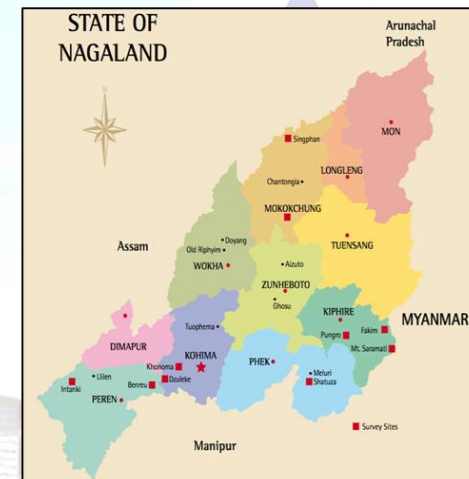 STATE OF
NAGALAND
Arunachal
Pradesh
N
MON
Singphan
LONGLENG
Chantongia
MOKOKCHUNG
Doyang
Old Riphyim
Assam
TUENSANG
WOKHA
Aizuto
ZUNHEBOTO
Ghosu
KIPHIRE
MYANMAR
Tuophema
Fakim
Pungro
DIMAPUR
Mt. Saramati
KOHIMA
PHEK
Khonoma
Meluri
Dzuleke
Shatuza
Lilen
Intanki
Benreu
PEREN
Survey Sites
Manipur